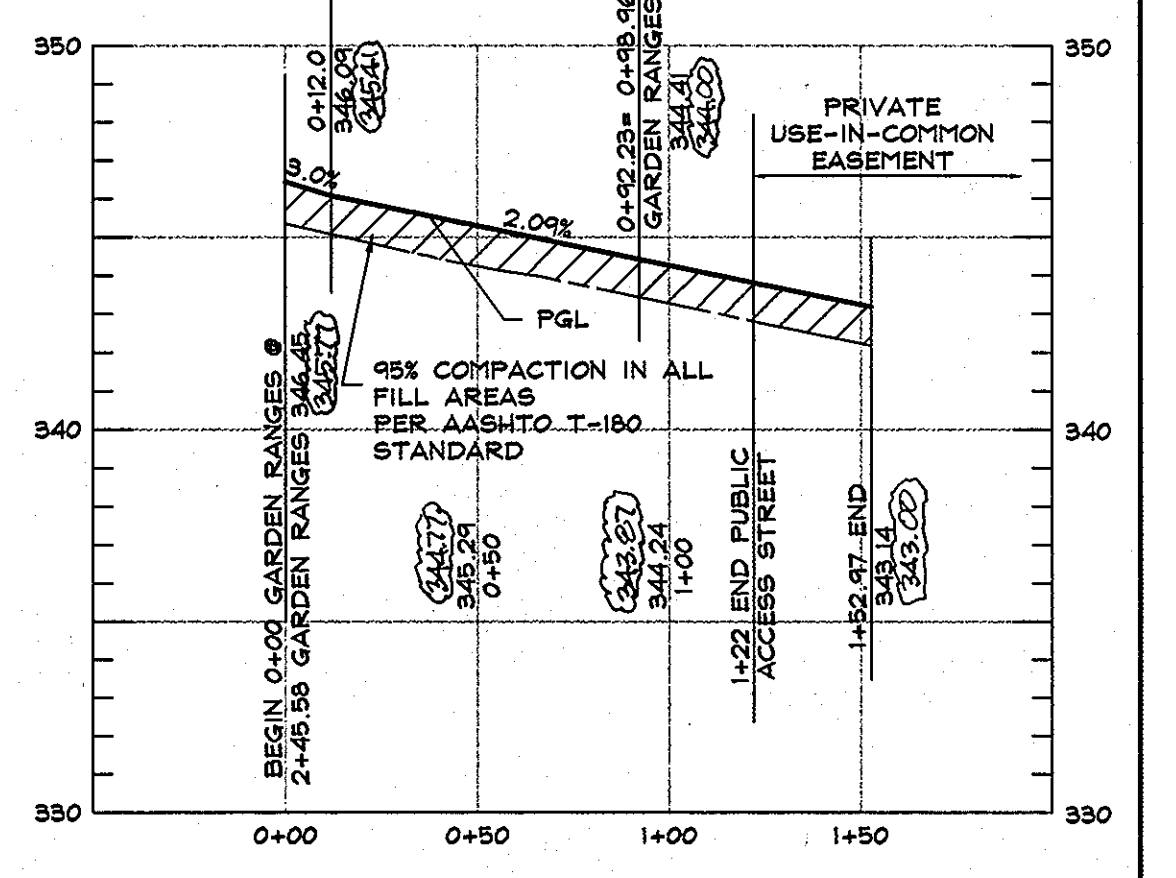 350
350
0+12.0
346.09
345.41
0+92.23= 0+98.96
GARDEN RANGES
344.41
344.00
PRIVATE
USE-IN-COMMON
EASEMENT
3.0%
2.09%
PGL
95% COMPACTION IN ALL
FILL AREAS
PER AASHTO T-180
STANDARD
340
340
BEGIN 0+00 GARDEN RANGES @
2+45.58 GARDEN RANGES 346.45
345.77
344.77
345.29
0+50
343.87
344.24
1+00
1+22 END PUBLIC
ACCESS STREET
1+52.97 END
343.14
343.00
330
330
0+00
0+50
1+00
1+50